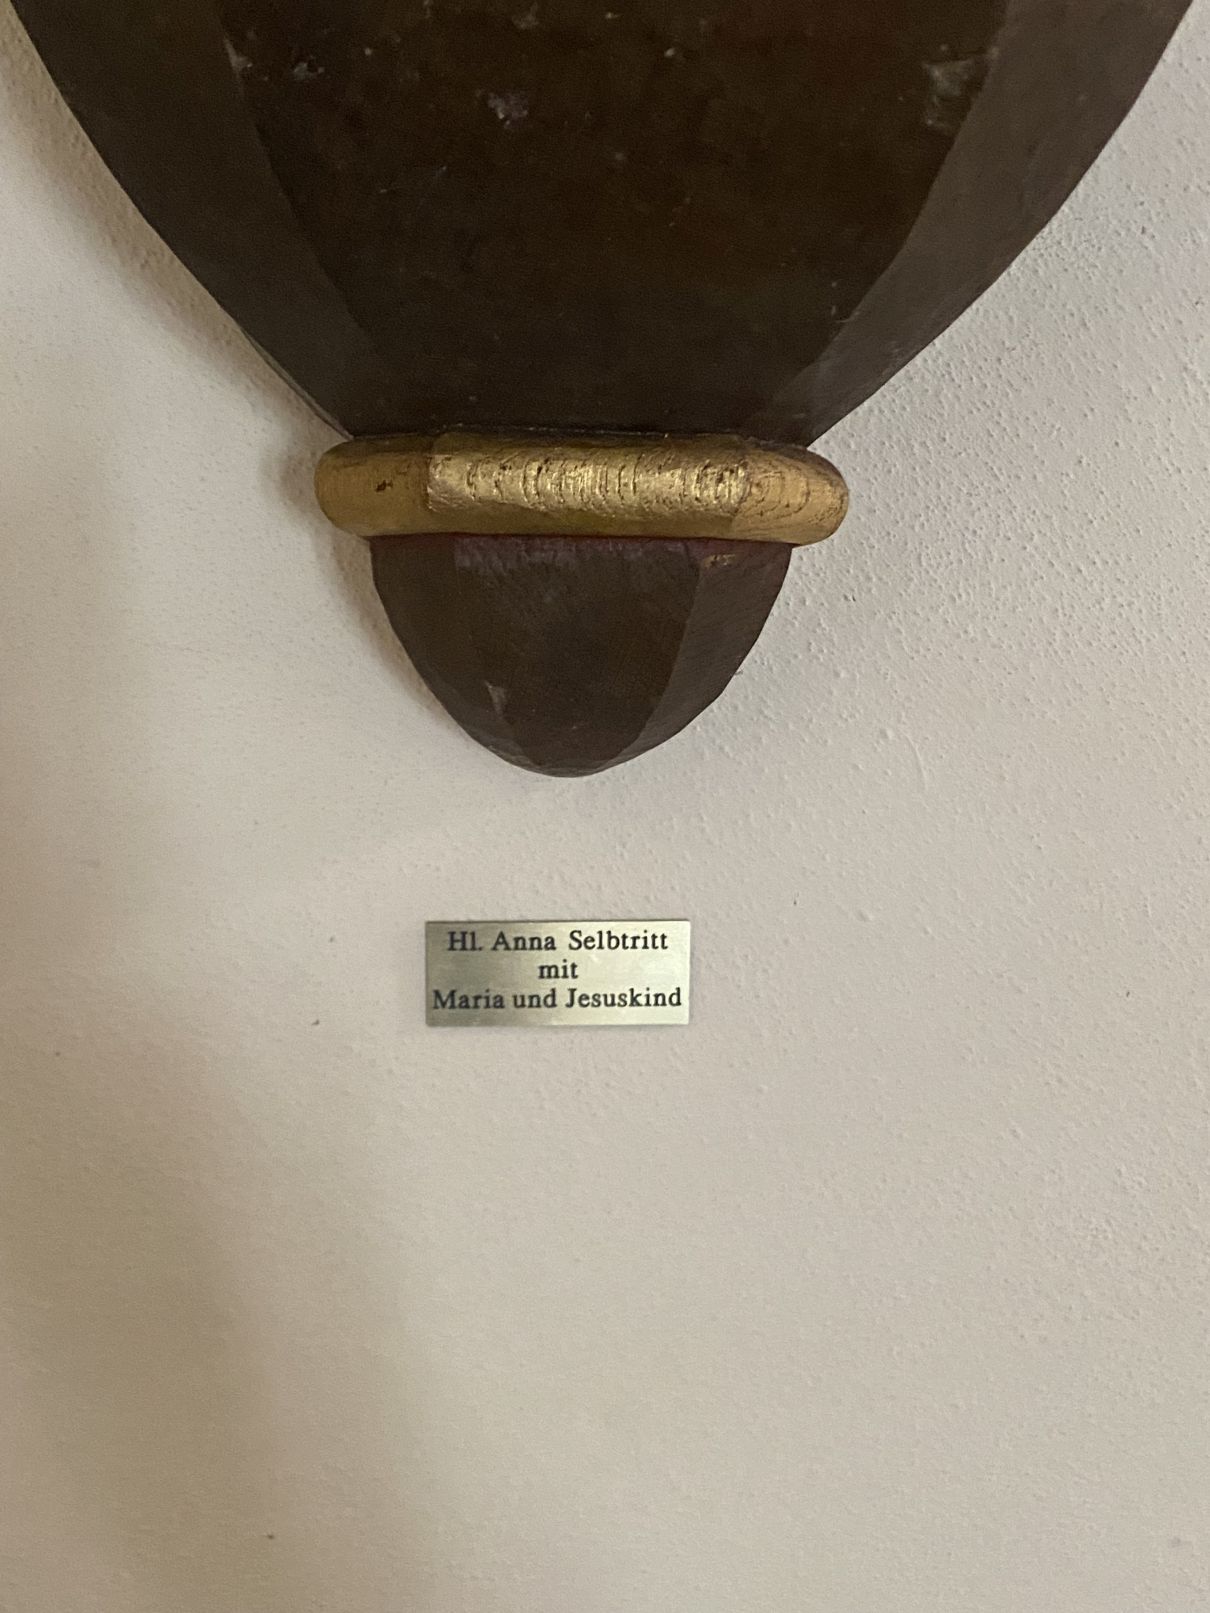 Hl. Anna Selbtritt
mit
Maria und Jesuskind